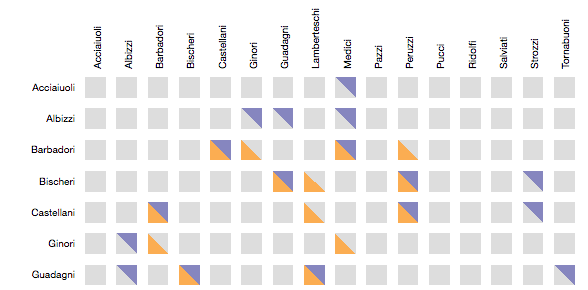 Acciaiuoli
Albizzi
Barbadori
Bischeri
Castellani
Ginori
Guadagni
Lamberteschi
Medici
Pazzi
Peruzzi
Pucci
Ridolfi
Salviati
Strozzi
Tornabuoni
Acciaiuoli
Albizzi
Barbadori
Bischeri
Castellani
Ginori
Guadagni